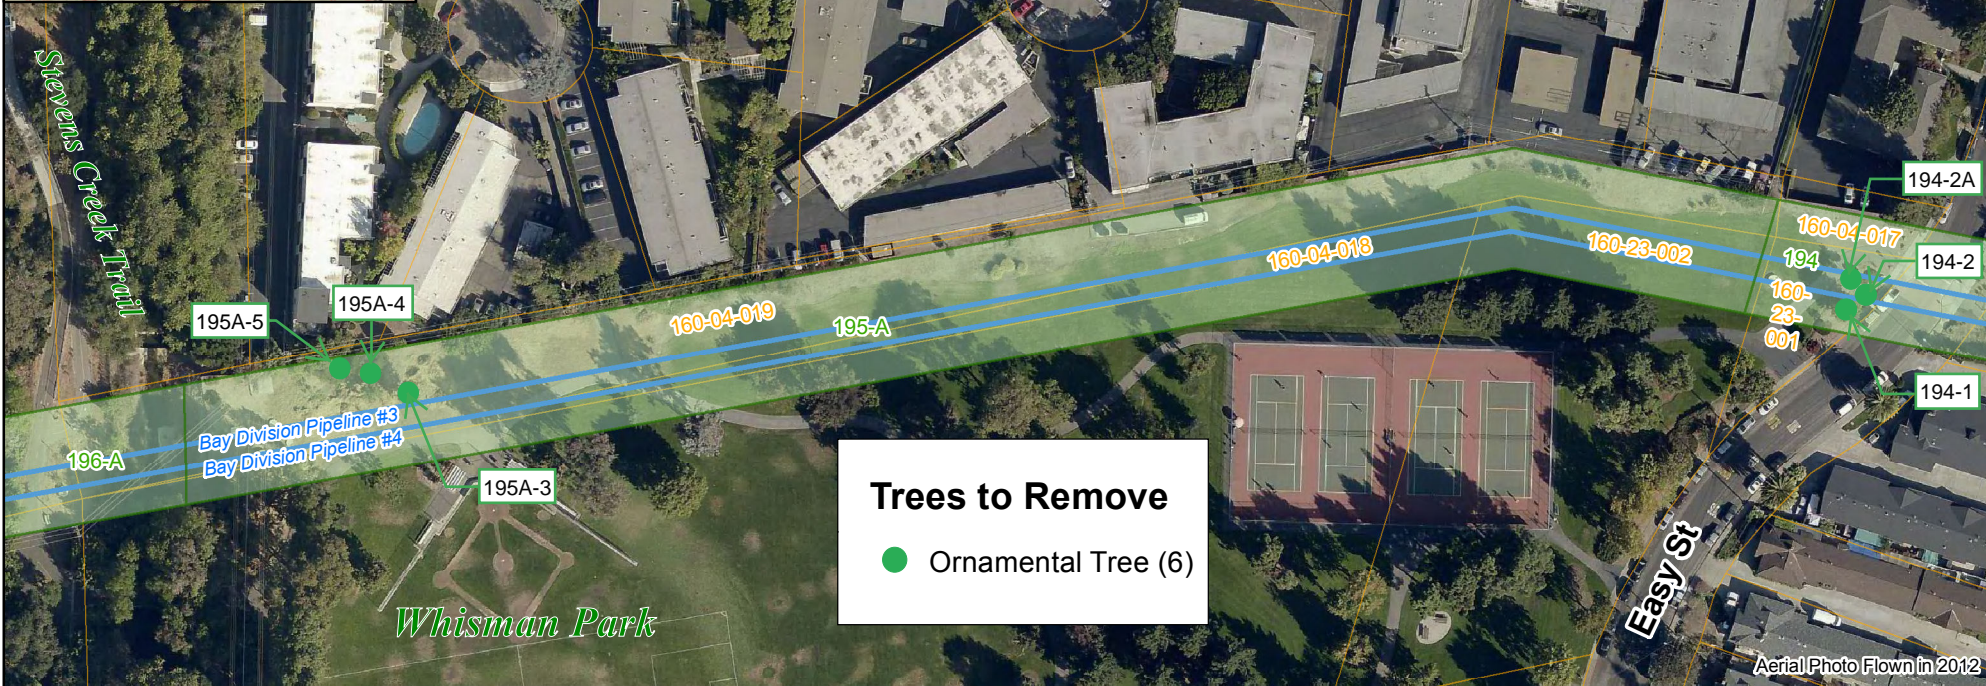 Stevens Creek Trail
195A-5
195A-4
195A-3
196-A
Bay Division Pipeline #3
Bay Division Pipeline #4
160-04-019
195-A
160-04-018
160-23-002
160-04-017
194
160-
23-
001
194-2A
194-2
194-1
Whisman Park
Trees to Remove
Ornamental Tree (6)
Easy St
Aerial Photo Flown in 2012